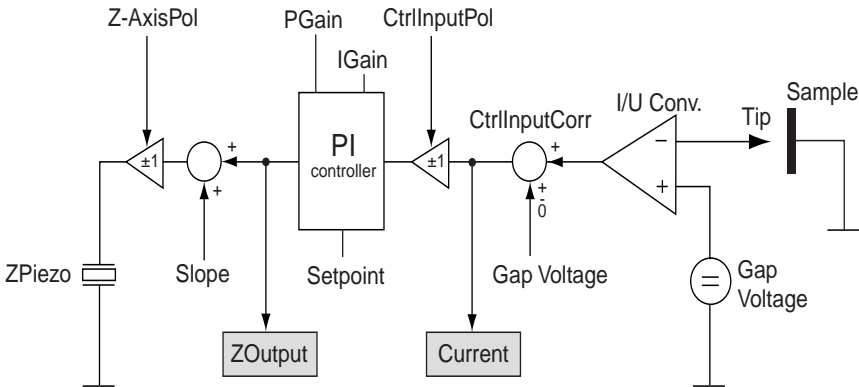 Z-AxisPol
PGain
CtrlInputPol
IGain
I/U Conv.
Sample
Tip
CtrlInputCorr
PI
controller
±1
+
+
±1
+
+
-
0
−
+
=
ZPiezo
Slope
Setpoint
Gap Voltage
Gap
Voltage
ZOutput
Current